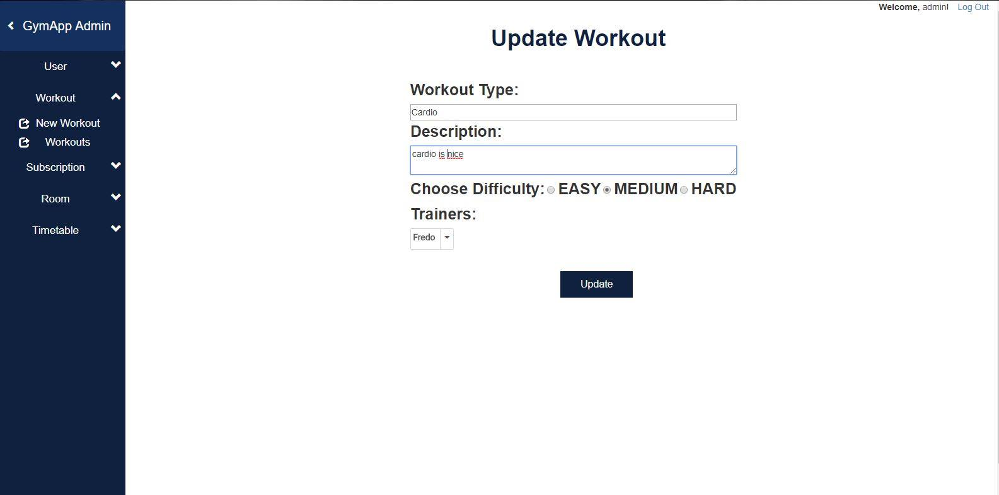 Welcome, admin! Log Out
GymApp Admin
User
Workout
New Workout
Workouts
Subscription
Room
Timetable
Update Workout
Workout Type:
Cardio
Description:
cardio is nice
Choose Difficulty: EASY MEDIUM HARD
Trainers:
Fredo
Update